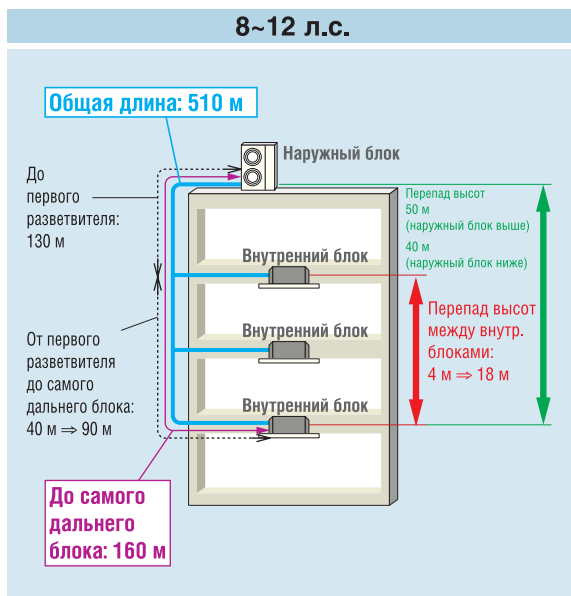 8~12 л.с.
Общая длина: 510 м
Наружный блок
До
первого
разветвителя:
130 м
Перепад высот
50 м
(наружный блок выше)
40 м
(наружный блок ниже)
Внутренний блок
Перепад высот
между внутр.
блоками:
4 м ⇒ 18 м
Внутренний блок
От первого
разветвителя
до самого
дальнего блока:
40 м ⇒ 90 м
Внутренний блок
До самого
дальнего
блока: 160 м